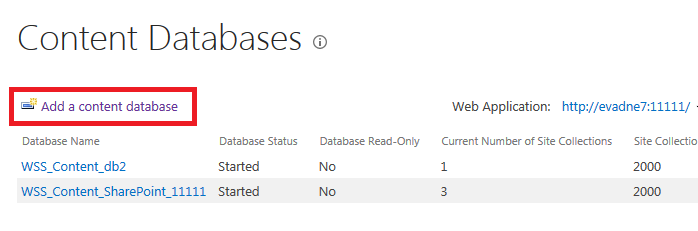 Content Databases
Add a content database Web Application: http://evadne7:11111/
Database Name Database Status Database Read-Only Current Number of Site Collections Site Collectio
WSS_Content_db2 Started No 1 2000
WSS_Content_SharePoint_11111 Started No 3 2000